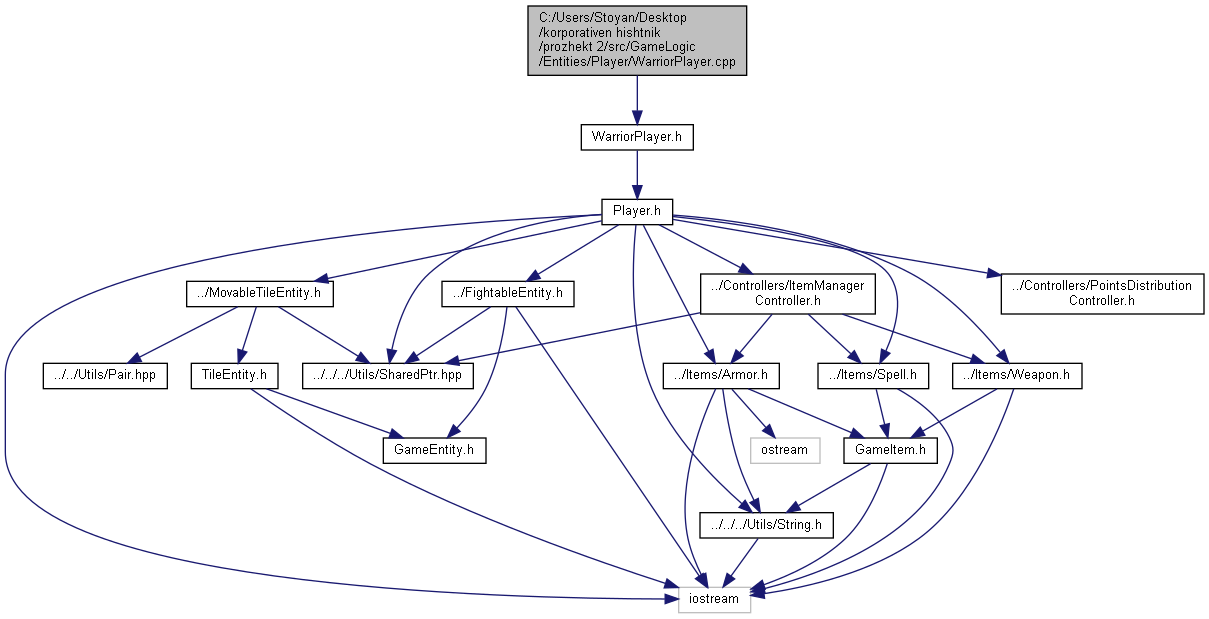 C:/Users/Stoyan/Desktop
/korporativen hishtnik
/prozhekt 2/src/GameLogic
/Entities/Player/WarriorPlayer.cpp
WarriorPlayer.h
Player.h
../MovableTileEntity.h
../FightableEntity.h
../Controllers/ItemManager
Controller.h
../Controllers/PointsDistribution
Controller.h
../../Utils/Pair.hpp
TileEntity.h
../../../Utils/SharedPtr.hpp
../Items/Armor.h
../Items/Spell.h
../Items/Weapon.h
GameEntity.h
ostream
GameItem.h
../../../Utils/String.h
iostream